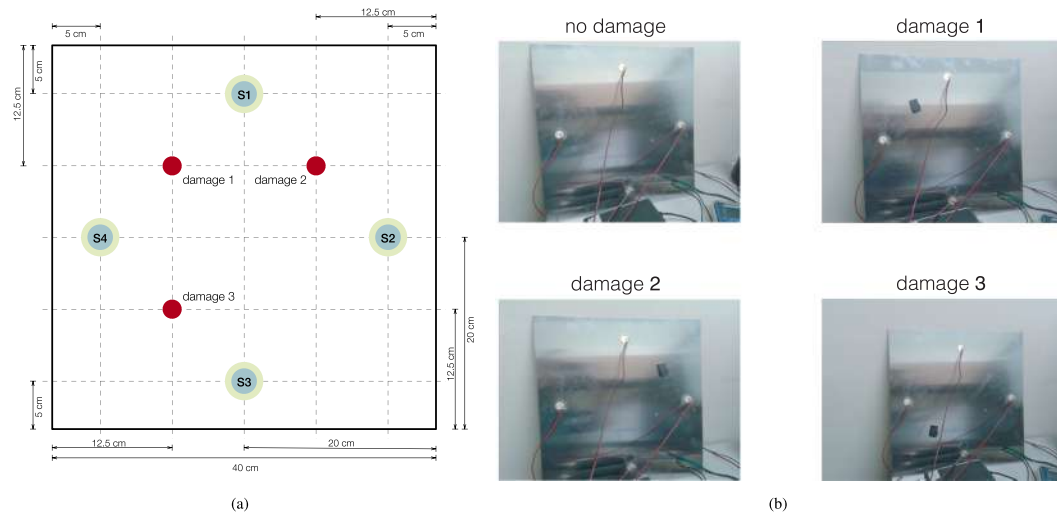 12.5 cm
5 cm
5 cm
5 cm
12.5 cm
S1
damage 1
damage 2
S4
S2
damage 3
S3
20 cm
12.5 cm
5 cm
12.5 cm
20 cm
40 cm
(a)
no damage
damage 1
damage 2
damage 3
(b)